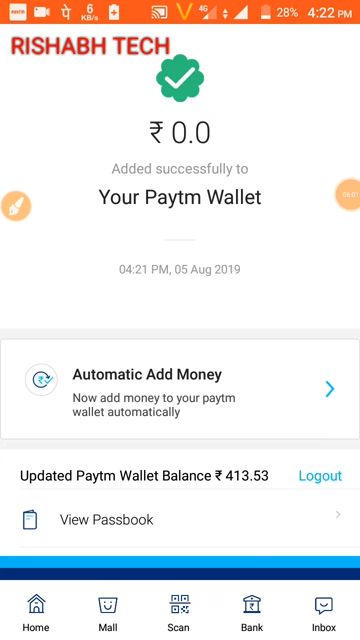 6
KB/s
4G
28%
4:22 PM
RISHABH TECH
₹ 0.0
Added successfully to
Your Paytm Wallet
04:21 PM, 05 Aug 2019
Automatic Add Money
Now add money to your paytm
wallet automatically
Updated Paytm Wallet Balance ₹ 413.53
Logout
View Passbook
Home
Mall
Scan
Bank
Inbox